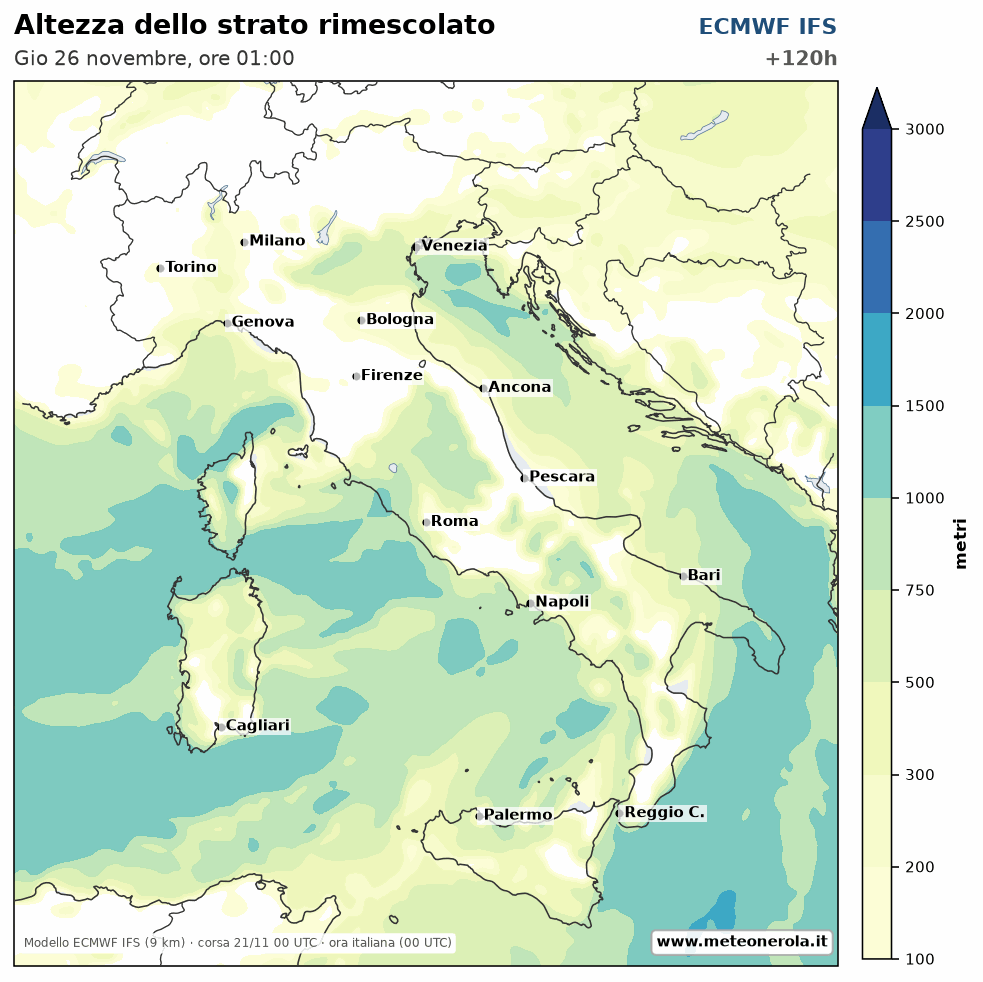 Altezza dello strato rimescolato
ECMWF IFS
Gio 26 novembre, ore 01:00
+120h
3000
2500
2000
1500
1000
750
500
300
200
100
metri
Milano
Venezia
Torino
Genova
Bologna
Firenze
Ancona
Pescara
Roma
Bari
Napoli
Cagliari
Palermo
Reggio C.
Modello ECMWF IFS (9 km) · corsa 21/11 00 UTC · ora italiana (00 UTC)
www.meteonerola.it